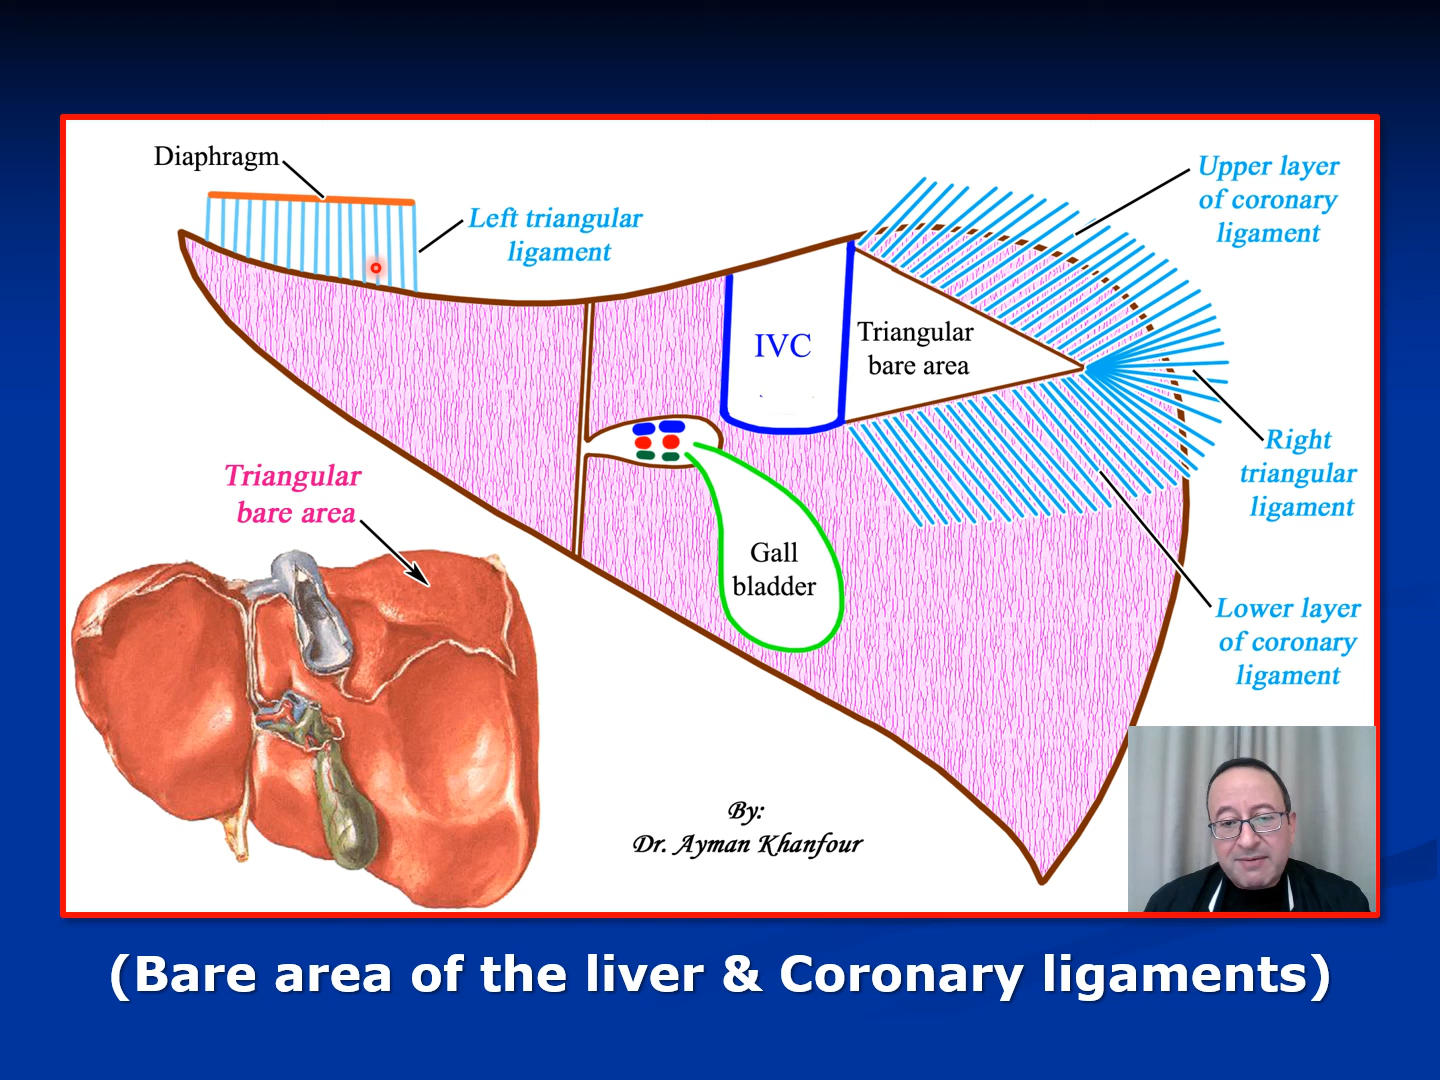 Diaphragm
Left triangular
ligament
Upper layer
of coronary
ligament
IVC
Triangular
bare area
Right
triangular
ligament
Triangular
bare area
Gall
bladder
Lower layer
of coronary
ligament
By:
Dr. Ayman Khanfour
(Bare area of the liver & Coronary ligaments)